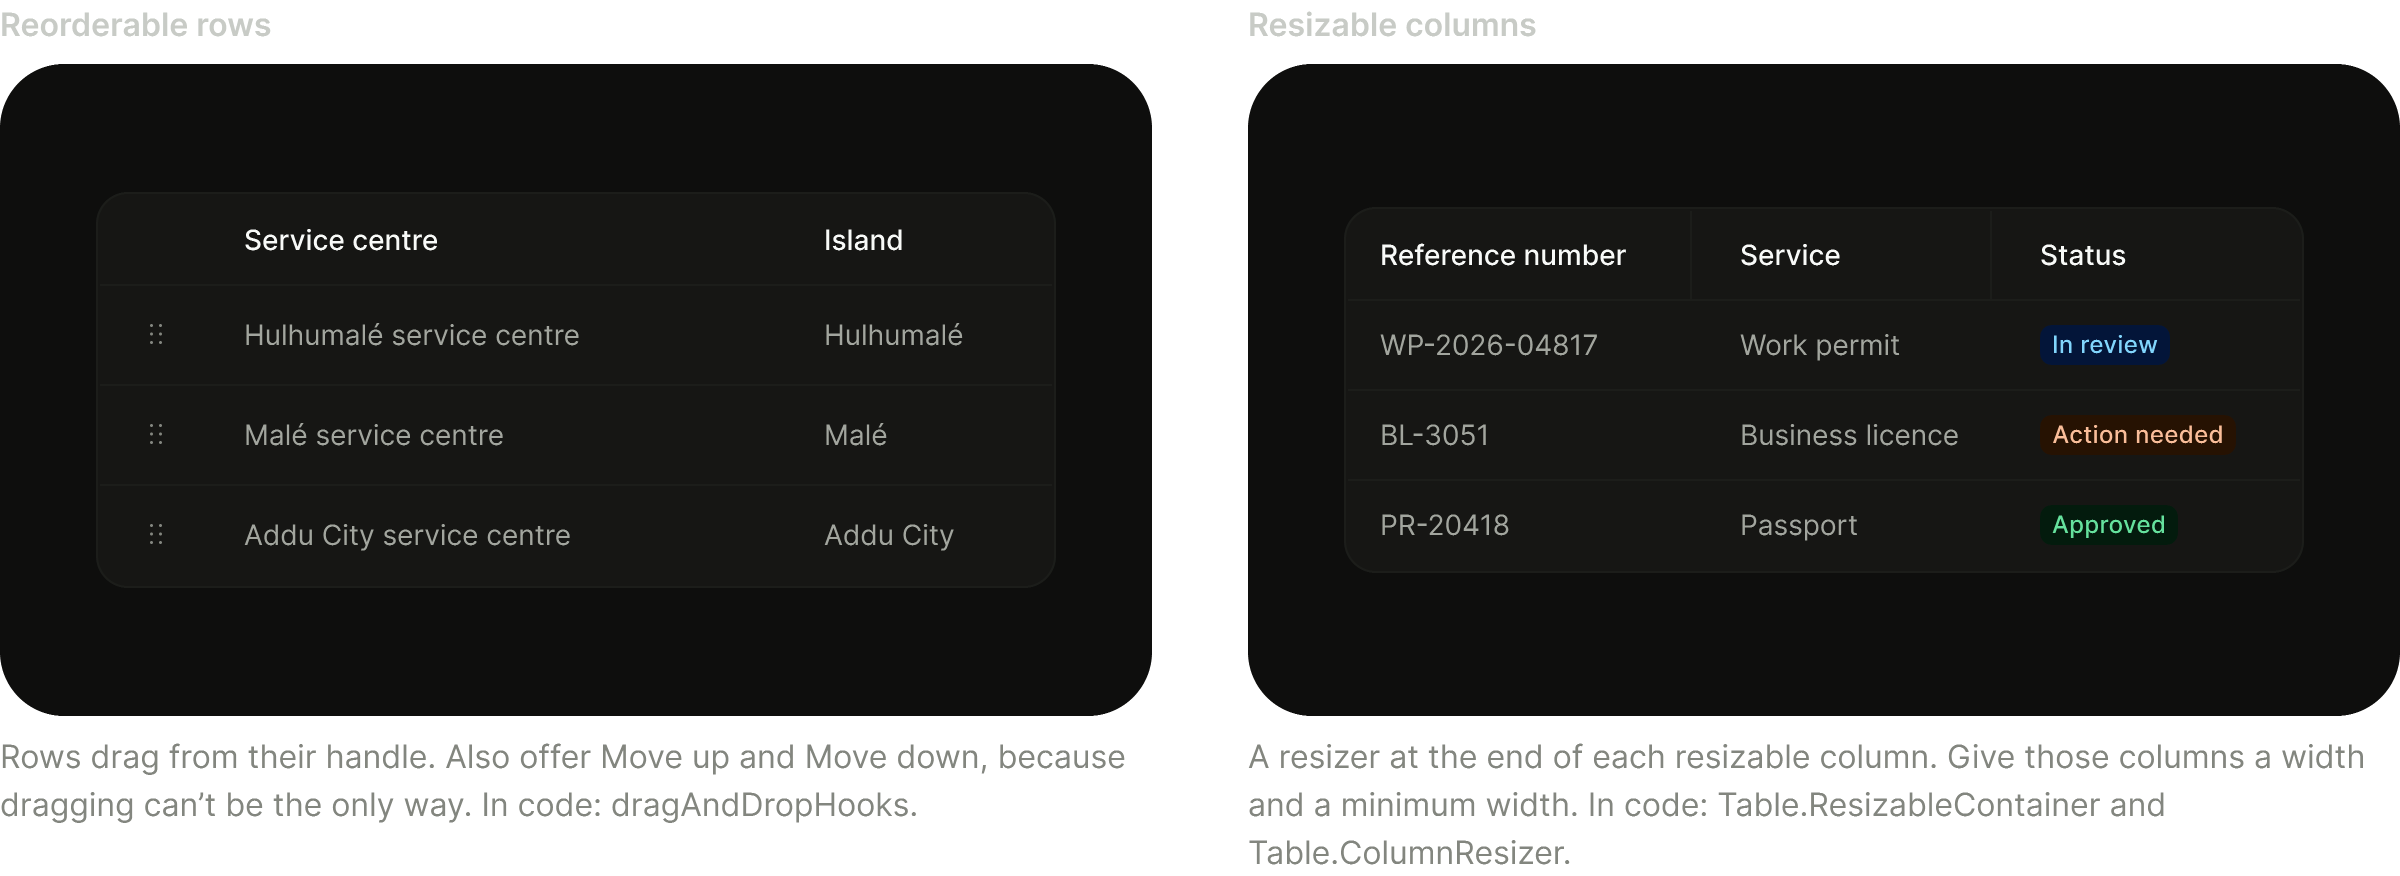 Reorderable rows
Service centre Island
Hulhumalé service centre Hulhumalé
Malé service centre Malé
Addu City service centre Addu City
Rows drag from their handle. Also offer Move up and Move down, because
dragging can’t be the only way. In code: dragAndDropHooks.
Resizable columns
Reference number Service Status
WP-2026-04817 Work permit In review
BL-3051 Business licence Action needed
PR-20418 Passport Approved
A resizer at the end of each resizable column. Give those columns a width
and a minimum width. In code: Table.ResizableContainer and
Table.ColumnResizer.